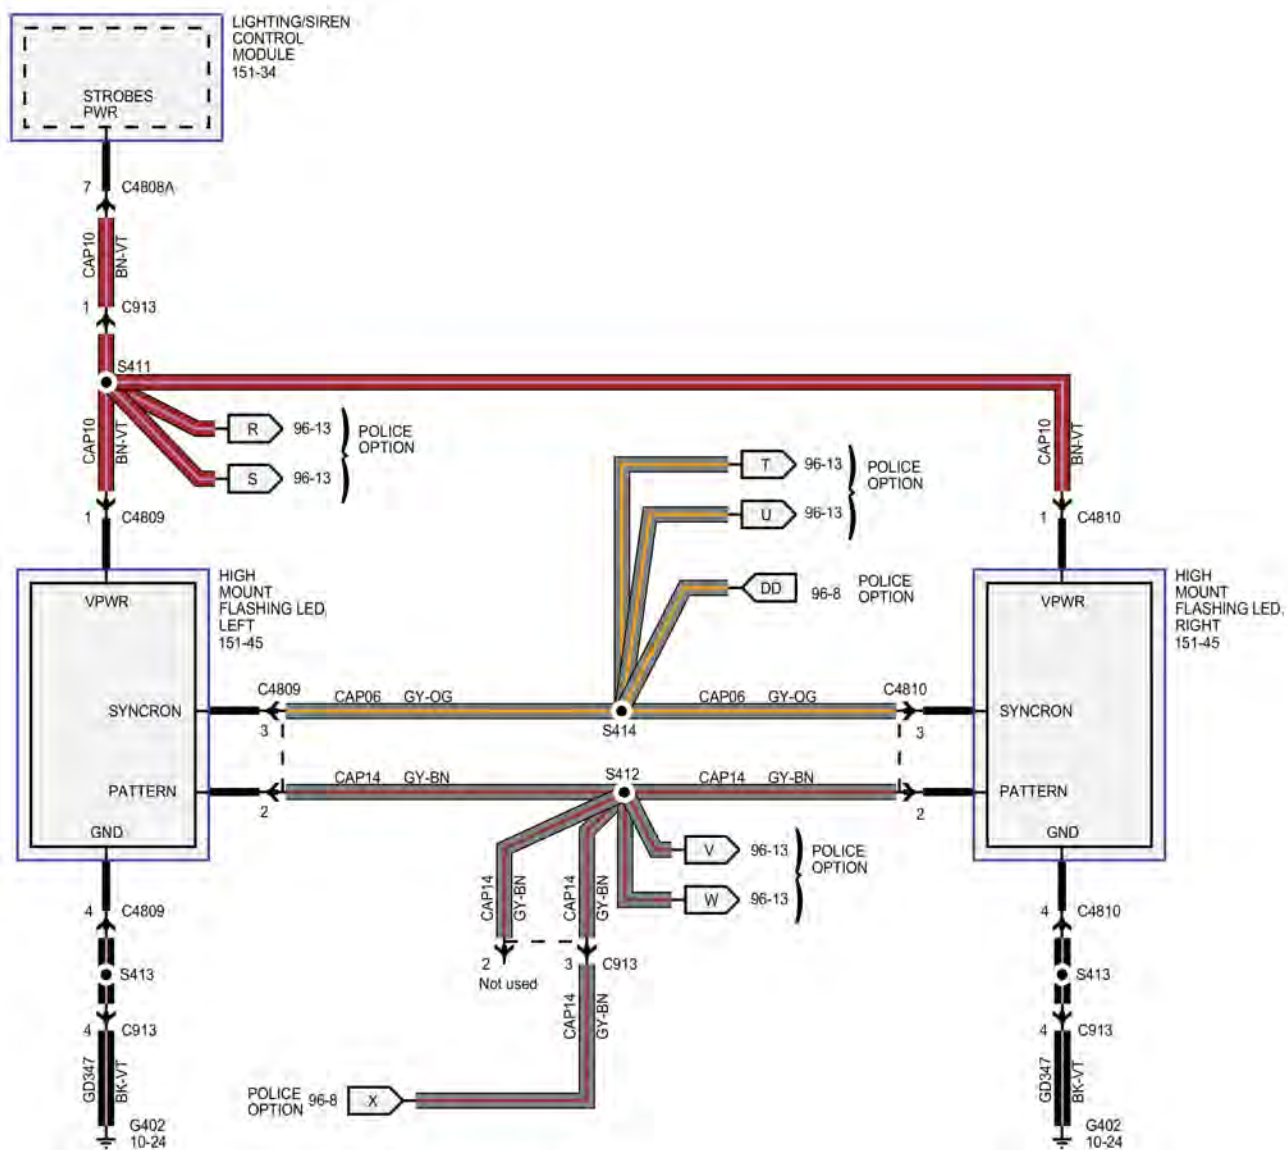 LIGHTING/SIREN
CONTROL
MODULE
151-34
STROBES
PWR
7 C4808A
CAP10
BN-VT
1 C913
S411
R 96-13
POLICE
OPTION
S 96-13
CAP10
BN-VT
1 C4809
T 96-13
POLICE
OPTION
U 96-13
DD 96-8
POLICE
OPTION
CAP10
BN-VT
1 C4810
HIGH
MOUNT
FLASHING LED,
LEFT
151-45
VPWR
SYNCRON
PATTERN
GND
HIGH
MOUNT
FLASHING LED,
RIGHT
151-45
VPWR
SYNCRON
PATTERN
GND
C4809
3
CAP06 GY-OG
S414
CAP06 GY-OG
C4810
3
2
CAP14 GY-BN
S412
CAP14 GY-BN
2
V 96-13
POLICE
OPTION
W 96-13
CAP14
GY-BN
CAP14
GY-BN
2
Not used
3 C913
CAP14
GY-BN
POLICE
OPTION
96-8 X
4 C4809
S413
4 C913
GD347
BK-VT
G402
10-24
4 C4810
S413
4 C913
GD347
BK-VT
G402
10-24